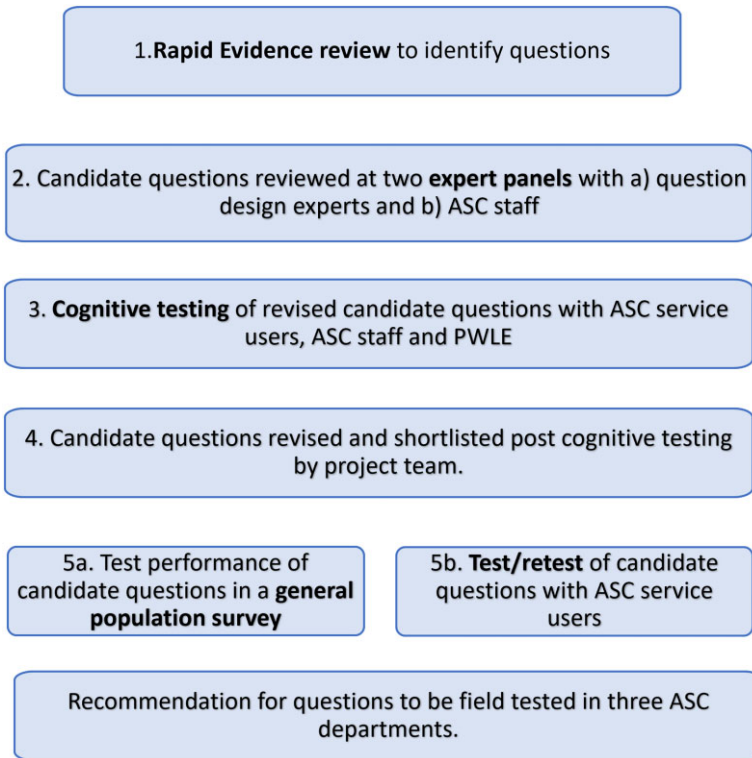 1.Rapid Evidence review to identify questions
2. Candidate questions reviewed at two expert panels with a) question
design experts and b) ASC staff
3. Cognitive testing of revised candidate questions with ASC service
users, ASC staff and PWLE
4. Candidate questions revised and shortlisted post cognitive testing
by project team.
5a. Test performance of
candidate questions in a general
population survey
5b. Test/retest of candidate
questions with ASC service
users
Recommendation for questions to be field tested in three ASC
departments.